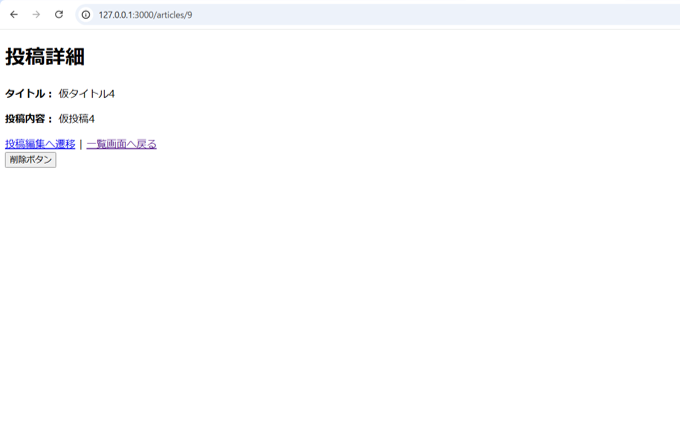 127.0.0.1:3000/articles/9
投稿詳細
タイトル： 仮タイトル4
投稿内容： 仮投稿4
投稿編集へ遷移 | 一覧画面へ戻る
削除ボタン